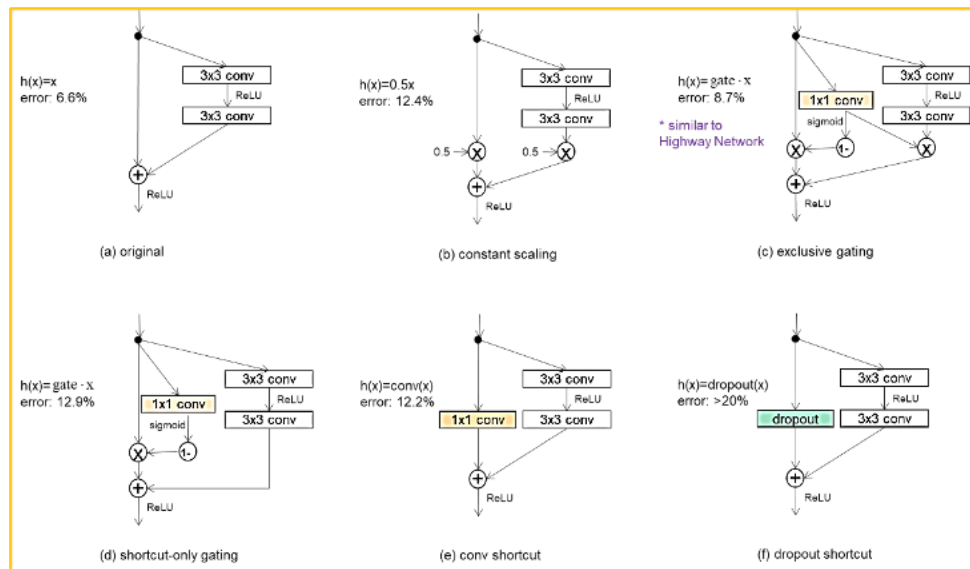 h(x)=x
error: 6.6%
3x3 conv
ReLU
3x3 conv
+
ReLU
(a) original
h(x)=0.5x
error: 12.4%
3x3 conv
ReLU
3x3 conv
0.5
X
0.5
X
+
ReLU
(b) constant scaling
h(x)= gate · x
error: 8.7%
* similar to
Highway Network
1x1 conv
sigmoid
3x3 conv
ReLU
3x3 conv
X
1-
X
+
ReLU
(c) exclusive gating
h(x)= gate · x
error: 12.9%
1x1 conv
sigmoid
3x3 conv
ReLU
3x3 conv
X
1-
+
ReLU
(d) shortcut-only gating
h(x)=conv(x)
error: 12.2%
3x3 conv
ReLU
1x1 conv
3x3 conv
+
ReLU
(e) conv shortcut
h(x)=dropout(x)
error: >20%
3x3 conv
ReLU
dropout
3x3 conv
+
ReLU
(f) dropout shortcut